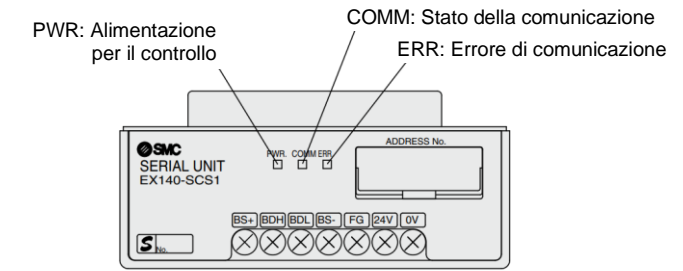 COMM: Stato della comunicazione
PWR: Alimentazione
per il controllo
ERR: Errore di comunicazione
SMC
SERIAL UNIT
EX140-SCS1
PWR. COMM ERR.
ADDRESS No.
BS+ BDH BDL BS- FG 24V 0V
S No.